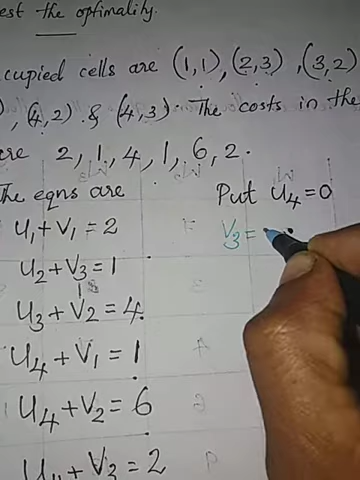 the optimality.
cupied cells are (1,1), (2,3), (3,2)
, (4,2) & (4,3). The costs in the
are 2, 1, 4, 1, 6, 2.
The eqns are
Put U₄ = 0
U₁ + V₁ = 2
V₃ =
U₂ + V₃ = 1
U₃ + V₂ = 4.
U₄ + V₁ = 1
U₄ + V₂ = 6
U₄ + V₃ = 2